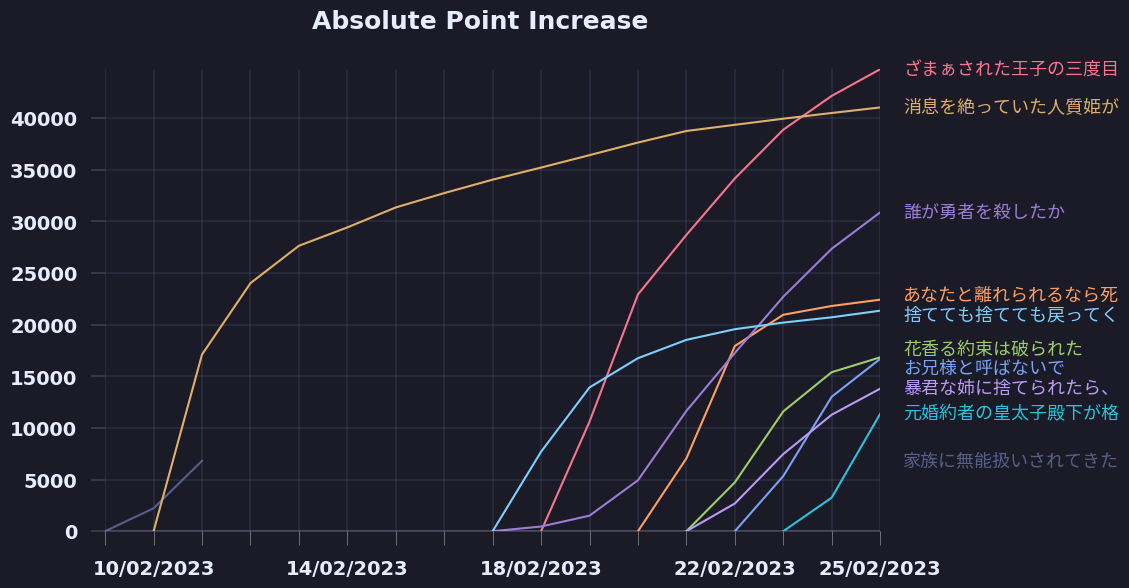 Absolute Point Increase
40000
35000
30000
25000
20000
15000
10000
5000
0
10/02/2023
14/02/2023
18/02/2023
22/02/2023
25/02/2023
ざまぁされた王子の三度目
消息を絶っていた人質姫が
誰が勇者を殺したか
あなたと離れられるなら死
捨てても捨てても戻ってく
花香る約束は破られた
お兄様と呼ばないで
暴君な姉に捨てられたら、
元婚約者の皇太子殿下が格
家族に無能扱いされてきた